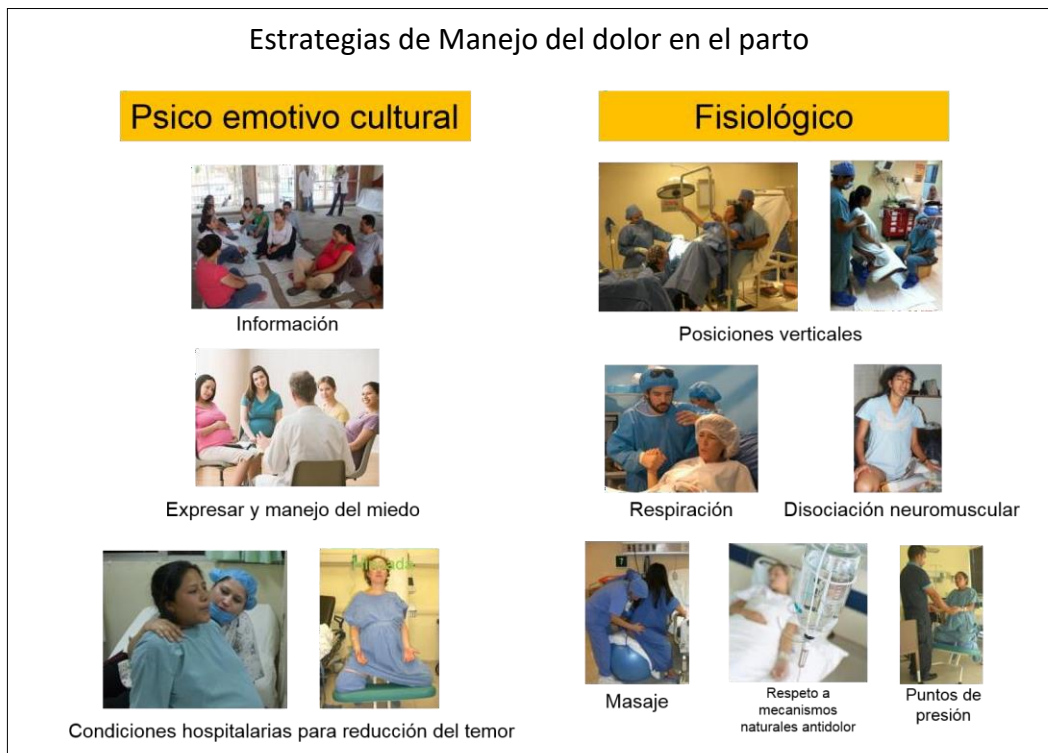 Estrategias de Manejo del dolor en el parto
Psico emotivo cultural
Información
Expresar y manejo del miedo
Condiciones hospitalarias para reducción del temor
Fisiológico
Posiciones verticales
Respiración
Disociación neuromuscular
Masaje
Respeto a
mecanismos
naturales antidolor
Puntos de
presión